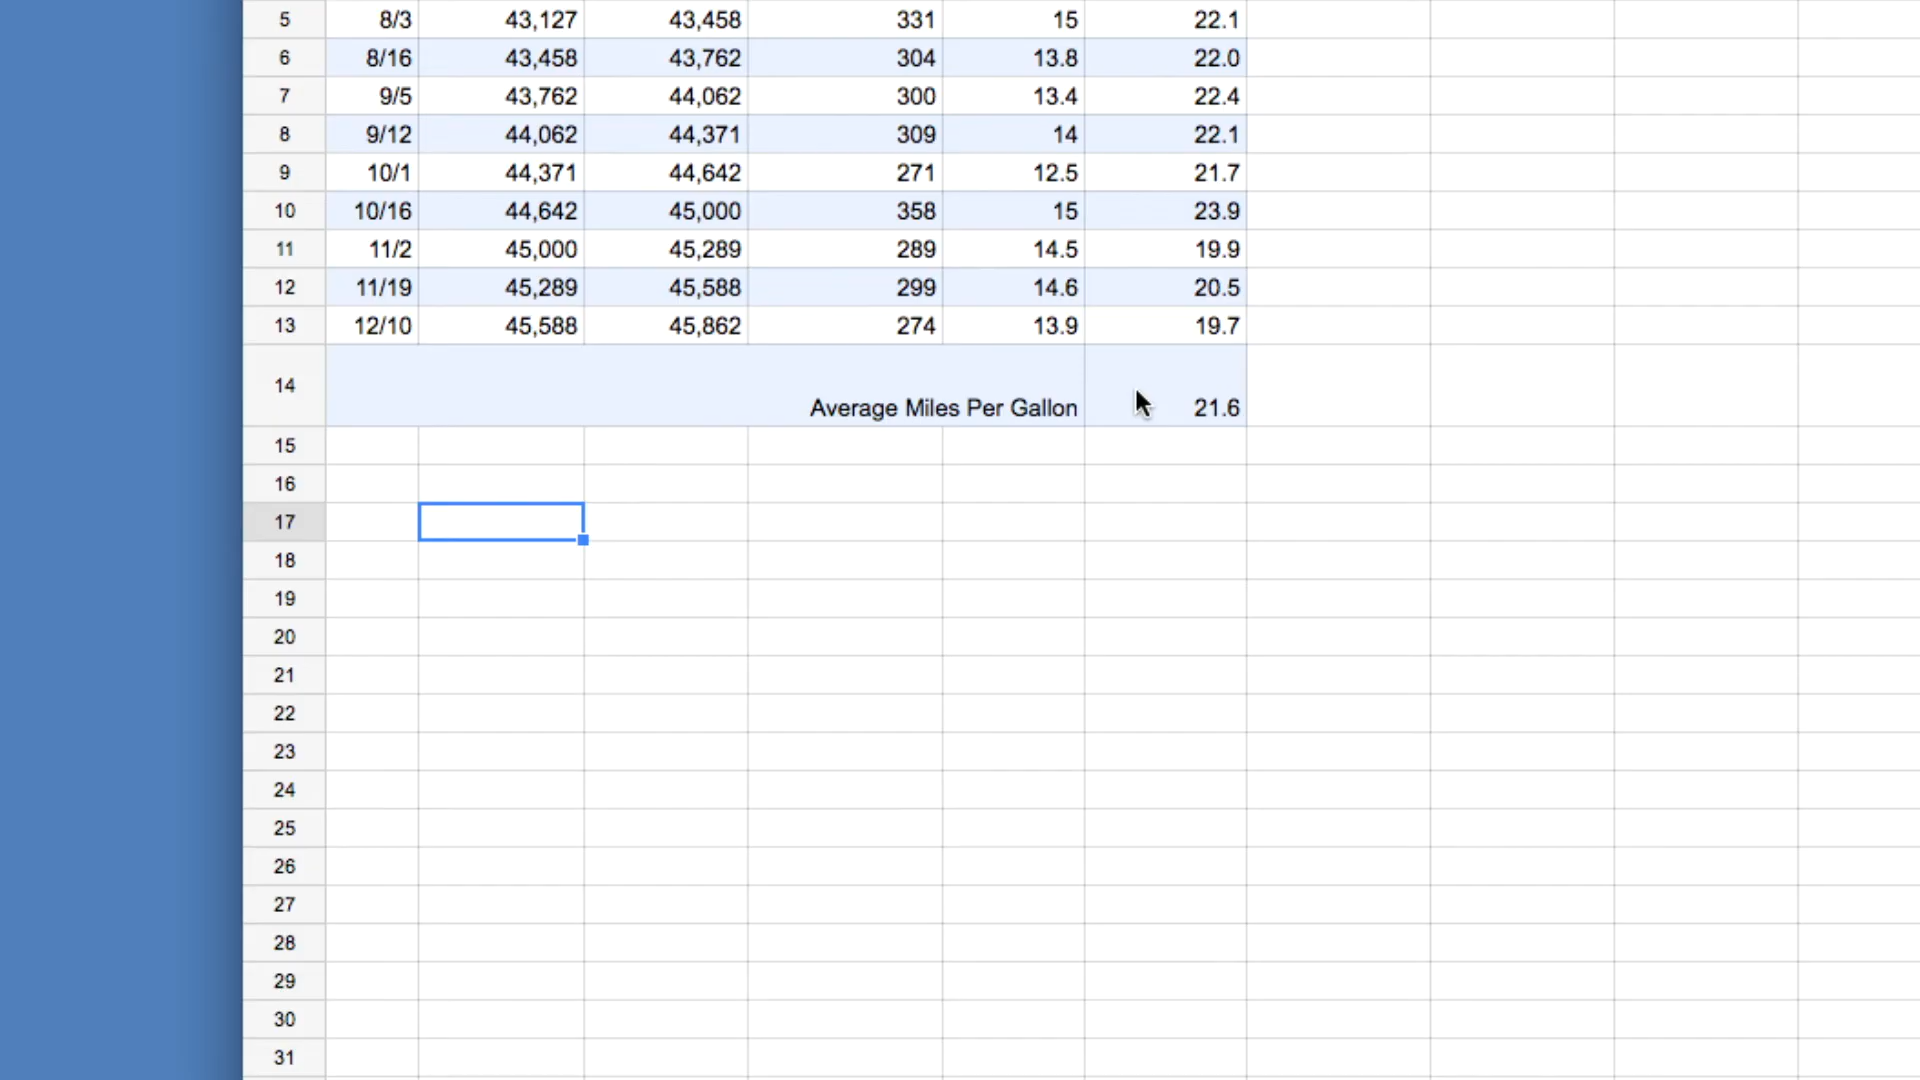 5 8/3 43,127 43,458 331 15 22.1
6 8/16 43,458 43,762 304 13.8 22.0
7 9/5 43,762 44,062 300 13.4 22.4
8 9/12 44,062 44,371 309 14 22.1
9 10/1 44,371 44,642 271 12.5 21.7
10 10/16 44,642 45,000 358 15 23.9
11 11/2 45,000 45,289 289 14.5 19.9
12 11/19 45,289 45,588 299 14.6 20.5
13 12/10 45,588 45,862 274 13.9 19.7
14 Average Miles Per Gallon 21.6
15
16
17
18
19
20
21
22
23
24
25
26
27
28
29
30
31